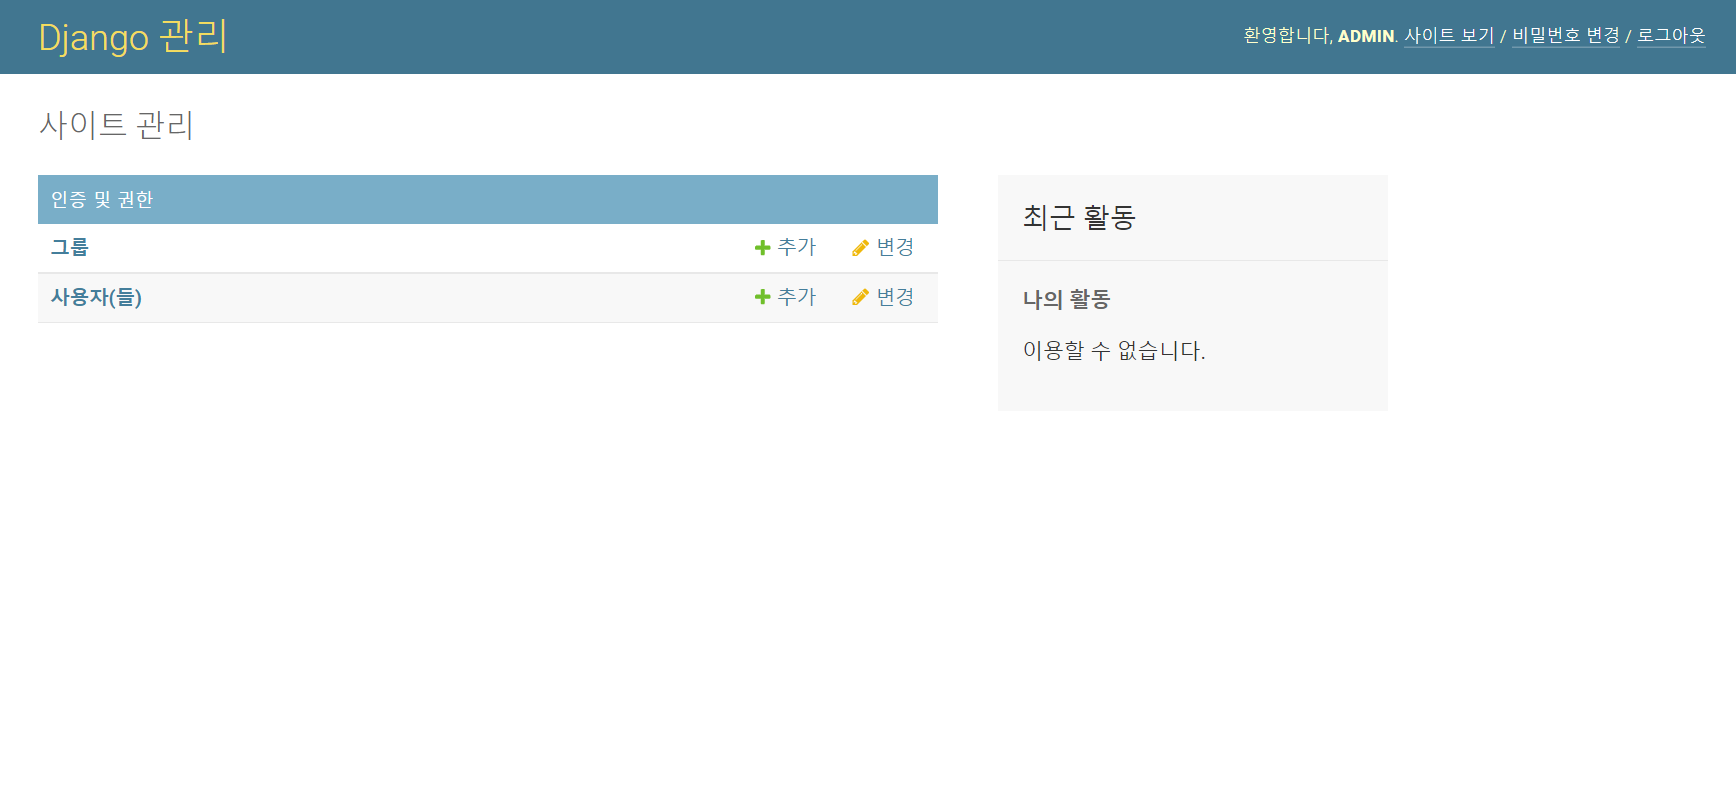 Django 관리
환영합니다, ADMIN. 사이트 보기 / 비밀번호 변경 / 로그아웃
사이트 관리
인증 및 권한
그룹 추가 변경
사용자(들) 추가 변경
최근 활동
나의 활동
이용할 수 없습니다.